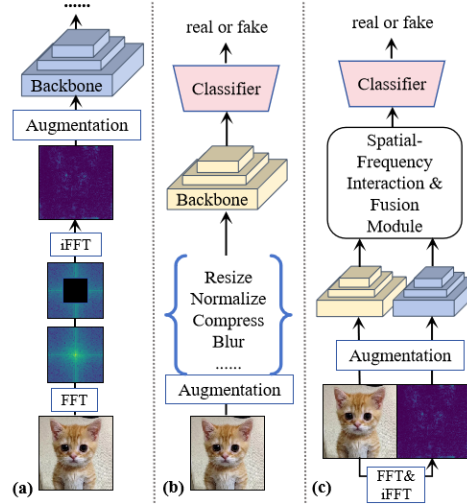 ......
Backbone
Augmentation
iFFT
FFT
(a)
real or fake
Classifier
Backbone
Resize
Normalize
Compress
Blur
......
Augmentation
(b)
real or fake
Classifier
Spatial-
Frequency
Interaction &
Fusion
Module
Augmentation
FFT&
iFFT
(c)